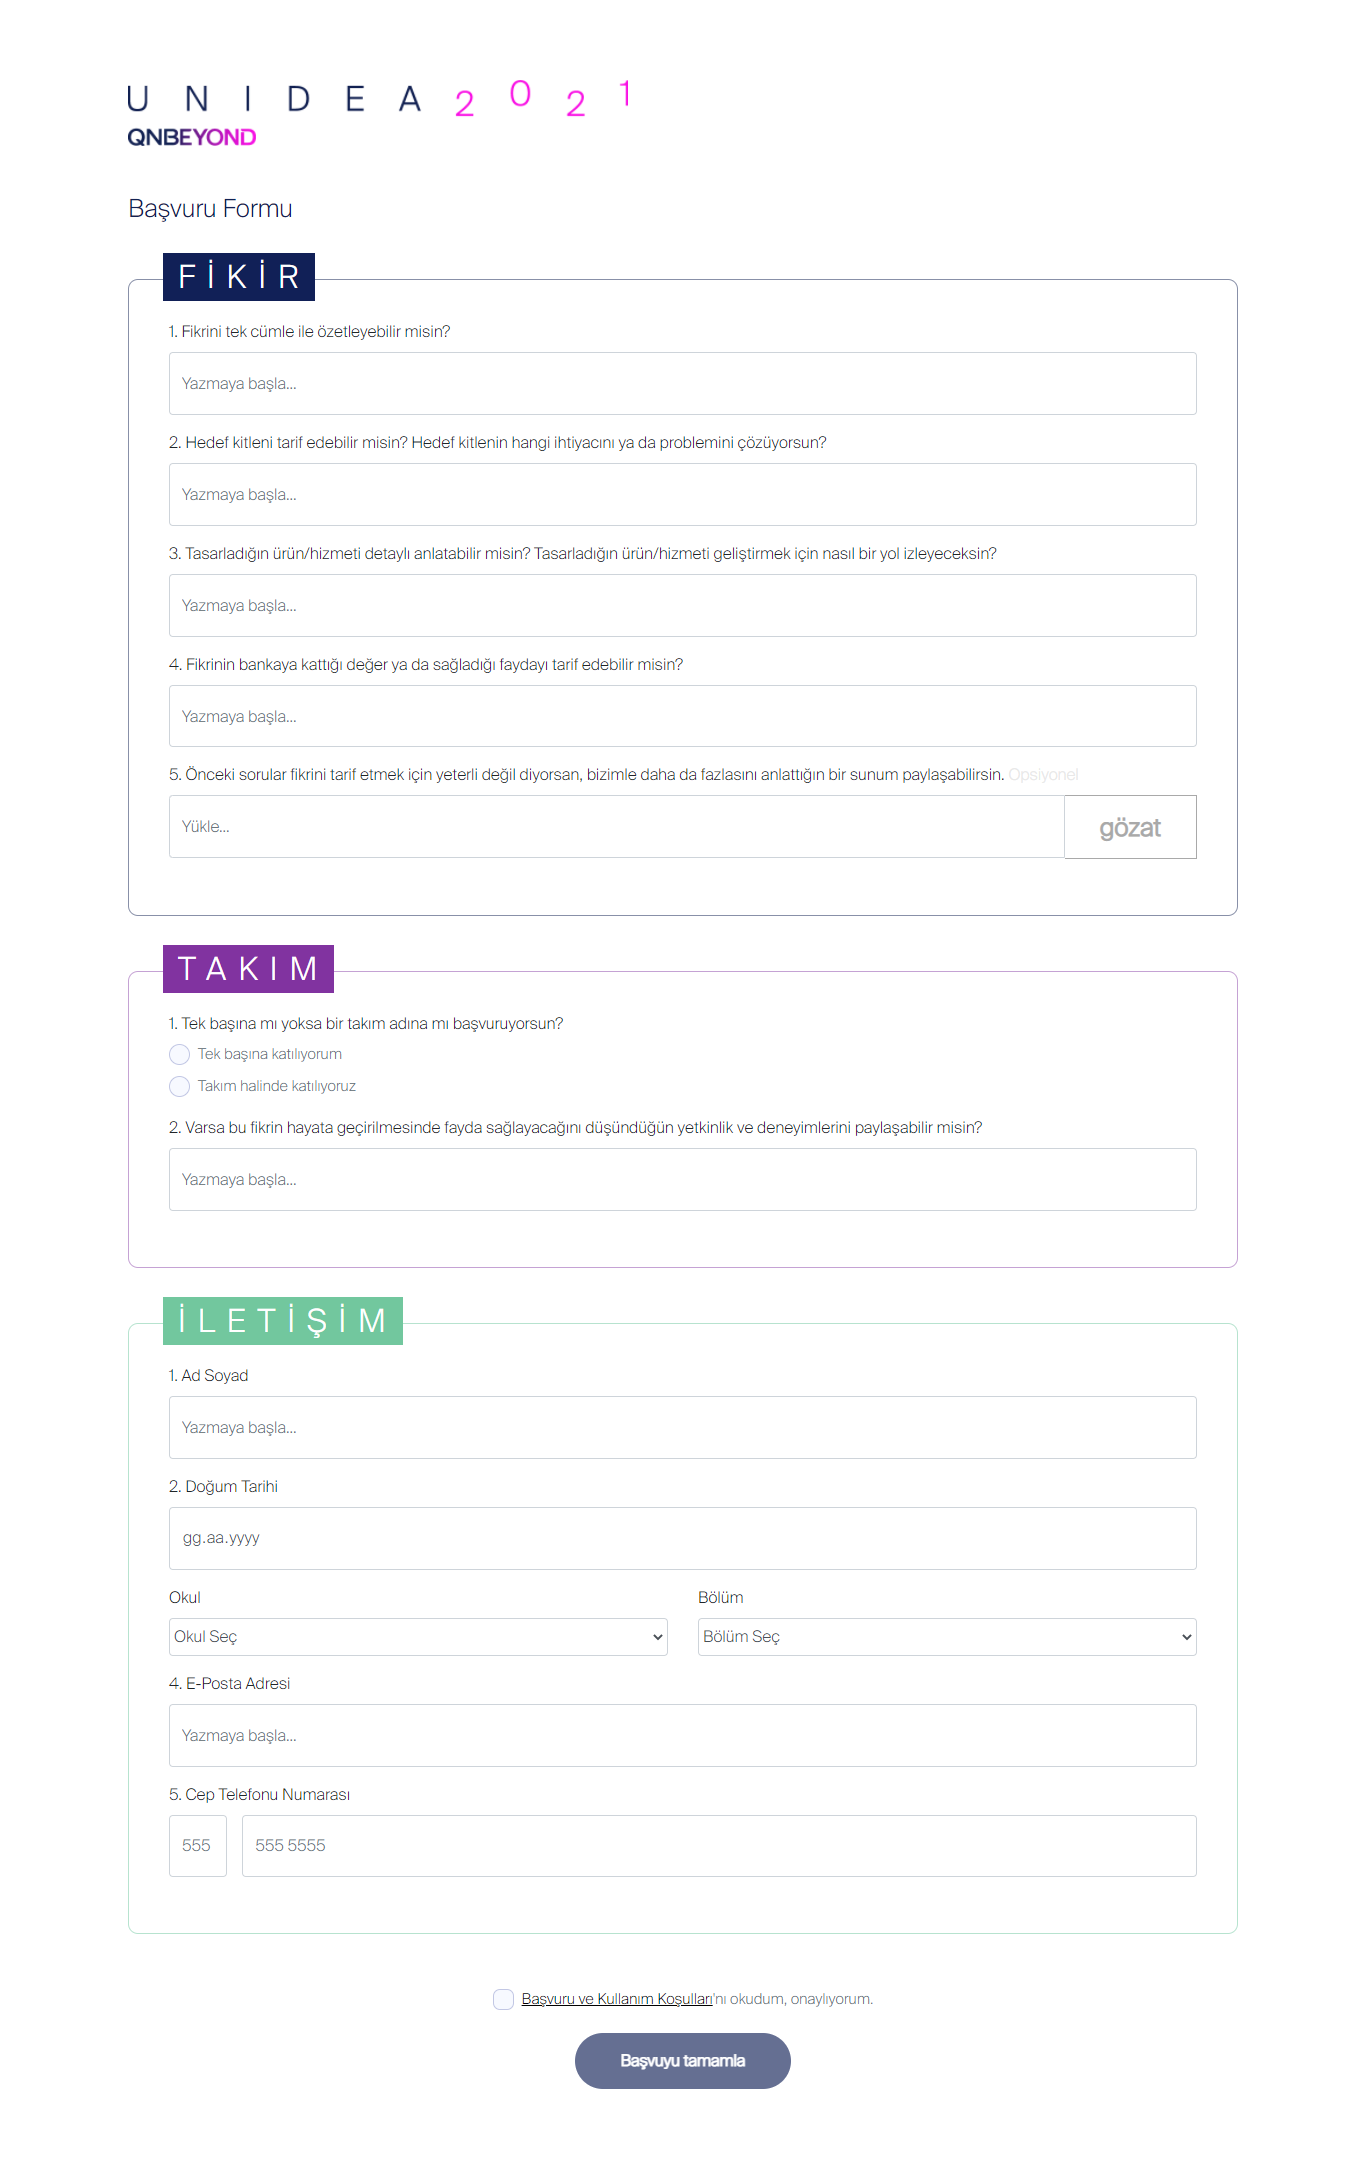 UNIDEA 2021
QNBEYOND
Başvuru Formu
FİKİR
1. Fikrini tek cümle ile özetleyebilir misin?
Yazmaya başla...
2. Hedef kitleni tarif edebilir misin? Hedef kitlenin hangi ihtiyacını ya da problemini çözüyorsun?
Yazmaya başla...
3. Tasarladığın ürün/hizmeti detaylı anlatabilir misin? Tasarladığın ürün/hizmeti geliştirmek için nasıl bir yol izleyeceksin?
Yazmaya başla...
4. Fikrinin bankaya kattığı değer ya da sağladığı faydayı tarif edebilir misin?
Yazmaya başla...
5. Önceki sorular fikrini tarif etmek için yeterli değil diyorsan, bizimle daha da fazlasını anlattığın bir sunum paylaşabilirsin. Opsiyonel
Yükle... gözat
TAKIM
1. Tek başına mı yoksa bir takım adına mı başvuruyorsun?
Tek başına katılıyorum
Takım halinde katılıyoruz
2. Varsa bu fikrin hayata geçirilmesinde fayda sağlayacağını düşündüğün yetkinlik ve deneyimlerini paylaşabilir misin?
Yazmaya başla...
İLETİŞİM
1. Ad Soyad
Yazmaya başla...
2. Doğum Tarihi
gg.aa.yyyy
Okul Bölüm
Okul Seç Bölüm Seç
4. E-Posta Adresi
Yazmaya başla...
5. Cep Telefonu Numarası
555 555 5555
Başvuru ve Kullanım Koşulları'nı okudum, onaylıyorum.
Başvuyu tamamla